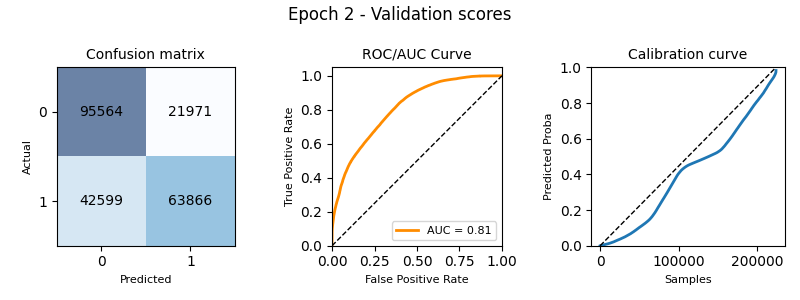 Epoch 2 - Validation scores
Confusion matrix
ROC/AUC Curve
Calibration curve
Actual
0
1
95564 21971
42599 63866
0 1
Predicted
True Positive Rate
1.0
0.8
0.6
0.4
0.2
0.0
AUC = 0.81
0.00 0.25 0.50 0.75 1.00
False Positive Rate
Predicted Proba
1.0
0.8
0.6
0.4
0.2
0.0
0 100000 200000
Samples